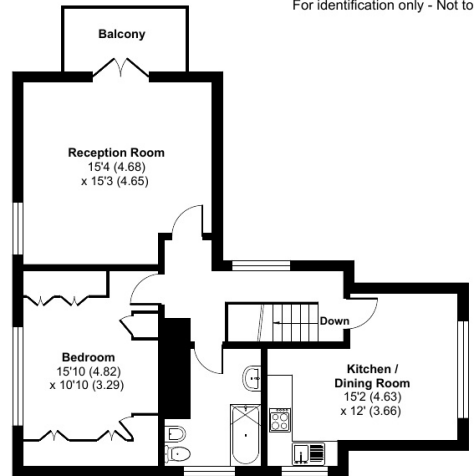 For identification only - Not to
Balcony
Reception Room
15'4 (4.68)
x 15'3 (4.65)
Down
Bedroom
15'10 (4.82)
x 10'10 (3.29)
Kitchen /
Dining Room
15'2 (4.63)
x 12' (3.66)